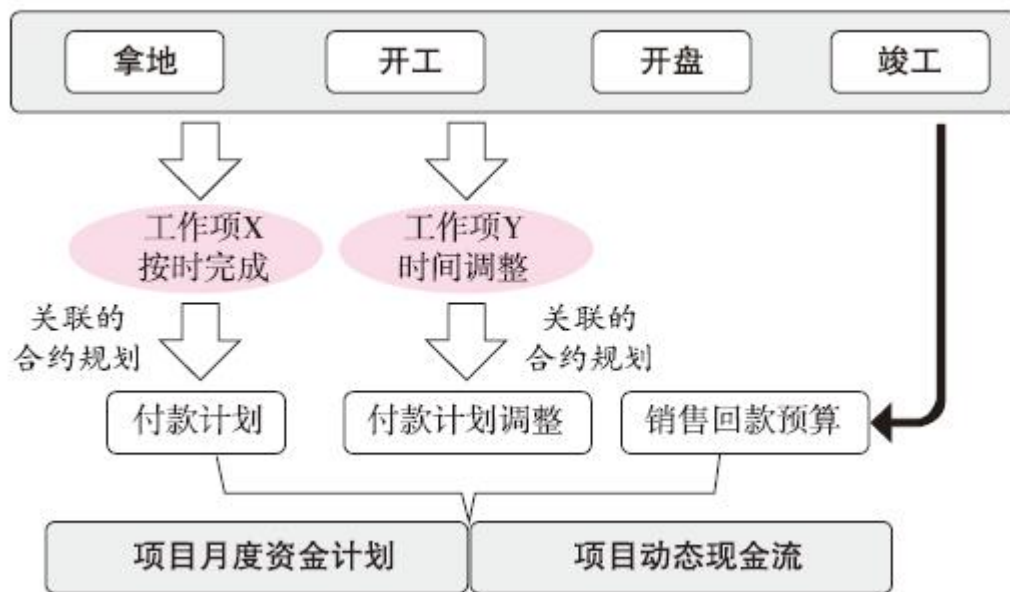 拿地
开工
开盘
竣工
工作项X
按时完成
工作项Y
时间调整
关联的
合约规划
关联的
合约规划
付款计划
付款计划调整
销售回款预算
项目月度资金计划
项目动态现金流